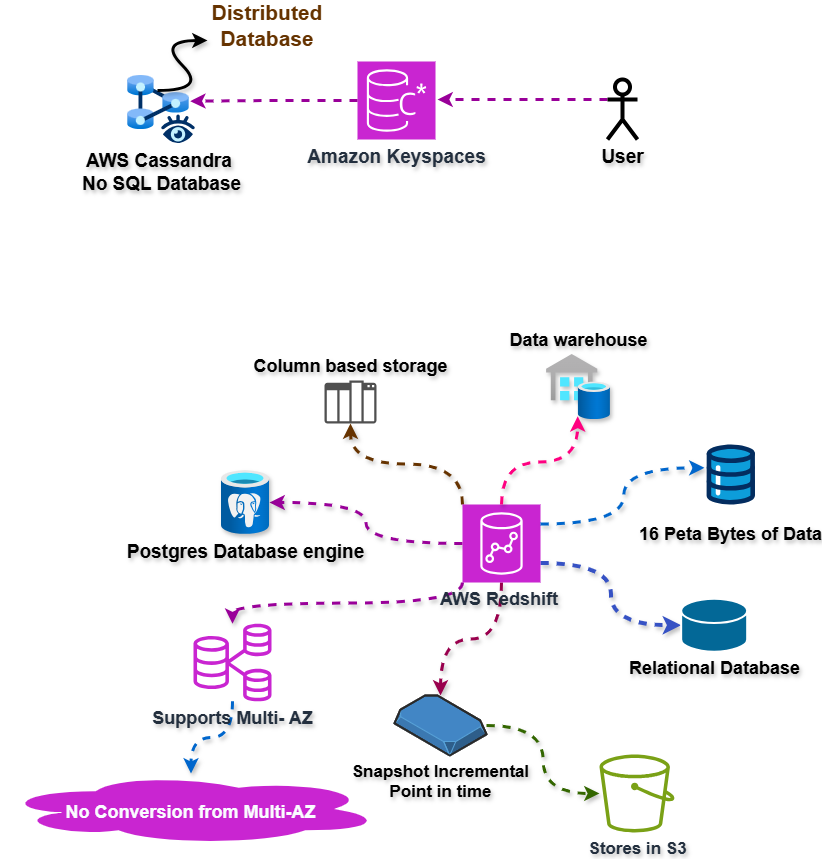 Distributed
Database
AWS Cassandra
No SQL Database
Amazon Keyspaces
User
Data warehouse
Column based storage
16 Peta Bytes of Data
Postgres Database engine
AWS Redshift
Relational Database
Supports Multi- AZ
Snapshot Incremental
Point in time
No Conversion from Multi-AZ
Stores in S3
C*